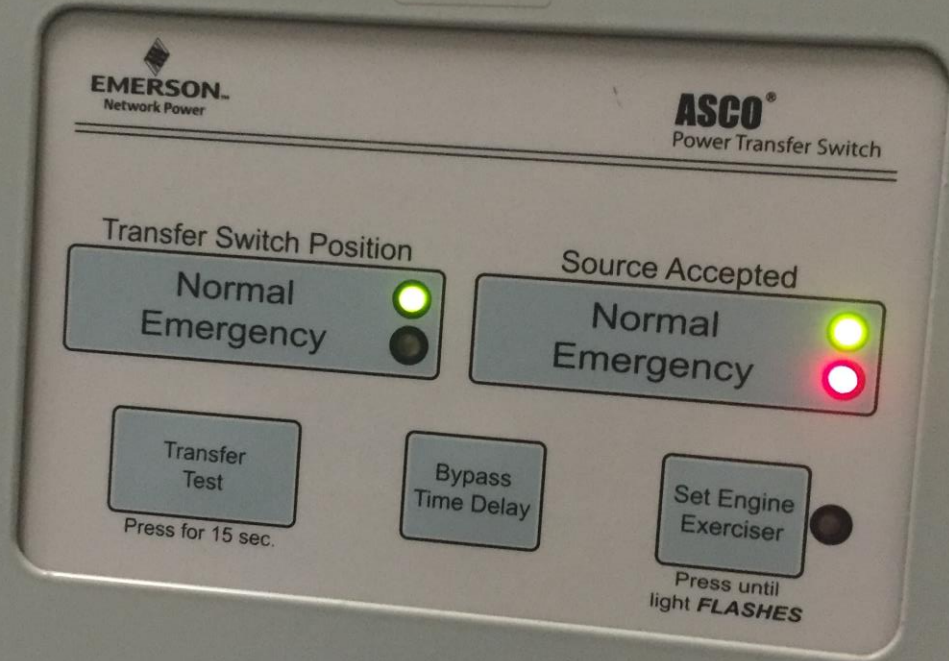 EMERSON™
Network Power
ASCO®
Power Transfer Switch
Transfer Switch Position
Normal
Emergency
Source Accepted
Normal
Emergency
Transfer
Test
Press for 15 sec.
Bypass
Time Delay
Set Engine
Exerciser
Press until
light FLASHES